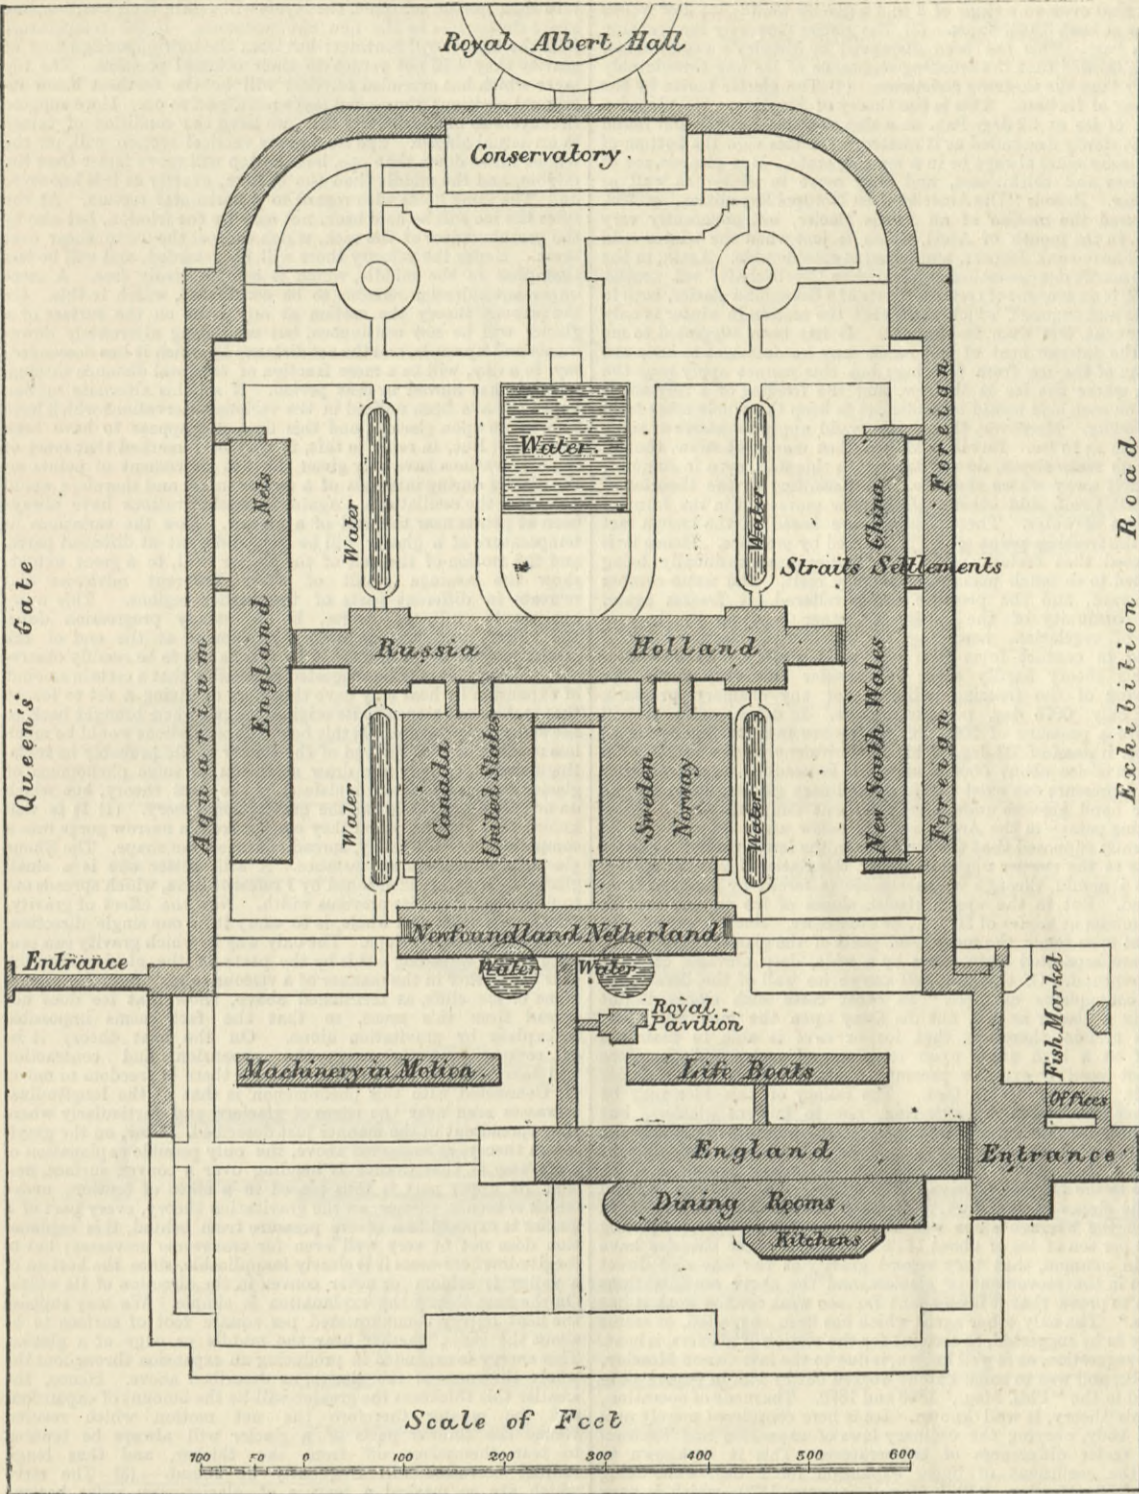 Royal Albert Hall
Conservatory.
Water.
Water
Water
Nets
England
China
Straits Settlements
New South Wales
Foreign
Foreign
Exhibition Road
Queen's Gate
Aquarium
Russia
Holland
Water
Canada
United States
Sweden
Norway
Water.
Newfoundland
Netherland
Water
Water
Entrance
Royal
Pavilion
Fish Market
Machinery in Motion.
Life Boats
Offices
England
Entrance
Dining Rooms.
Kitchens
Scale of Feet
100 50 0 100 200 300 400 500 600